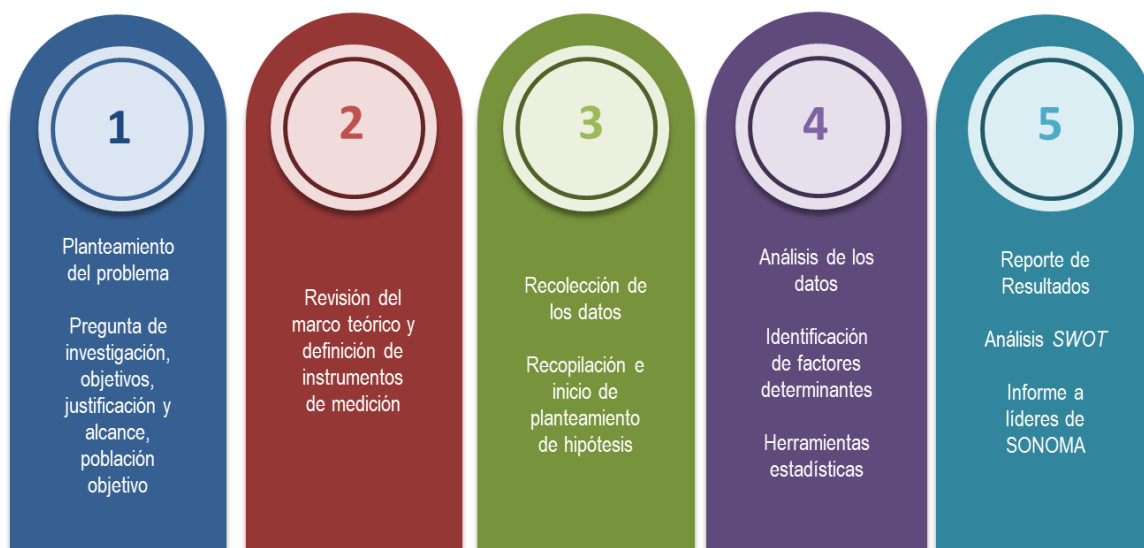 1
Planteamiento
del problema
Pregunta de
investigación,
objetivos,
justificación y
alcance,
población
objetivo
2
Revisión del
marco teórico y
definición de
instrumentos
de medición
3
Recolección de
los datos
Recopilación e
inicio de
planteamiento
de hipótesis
4
Análisis de los
datos
Identificación
de factores
determinantes
Herramientas
estadísticas
5
Reporte de
Resultados
Análisis SWOT
Informe a
líderes de
SONOMA